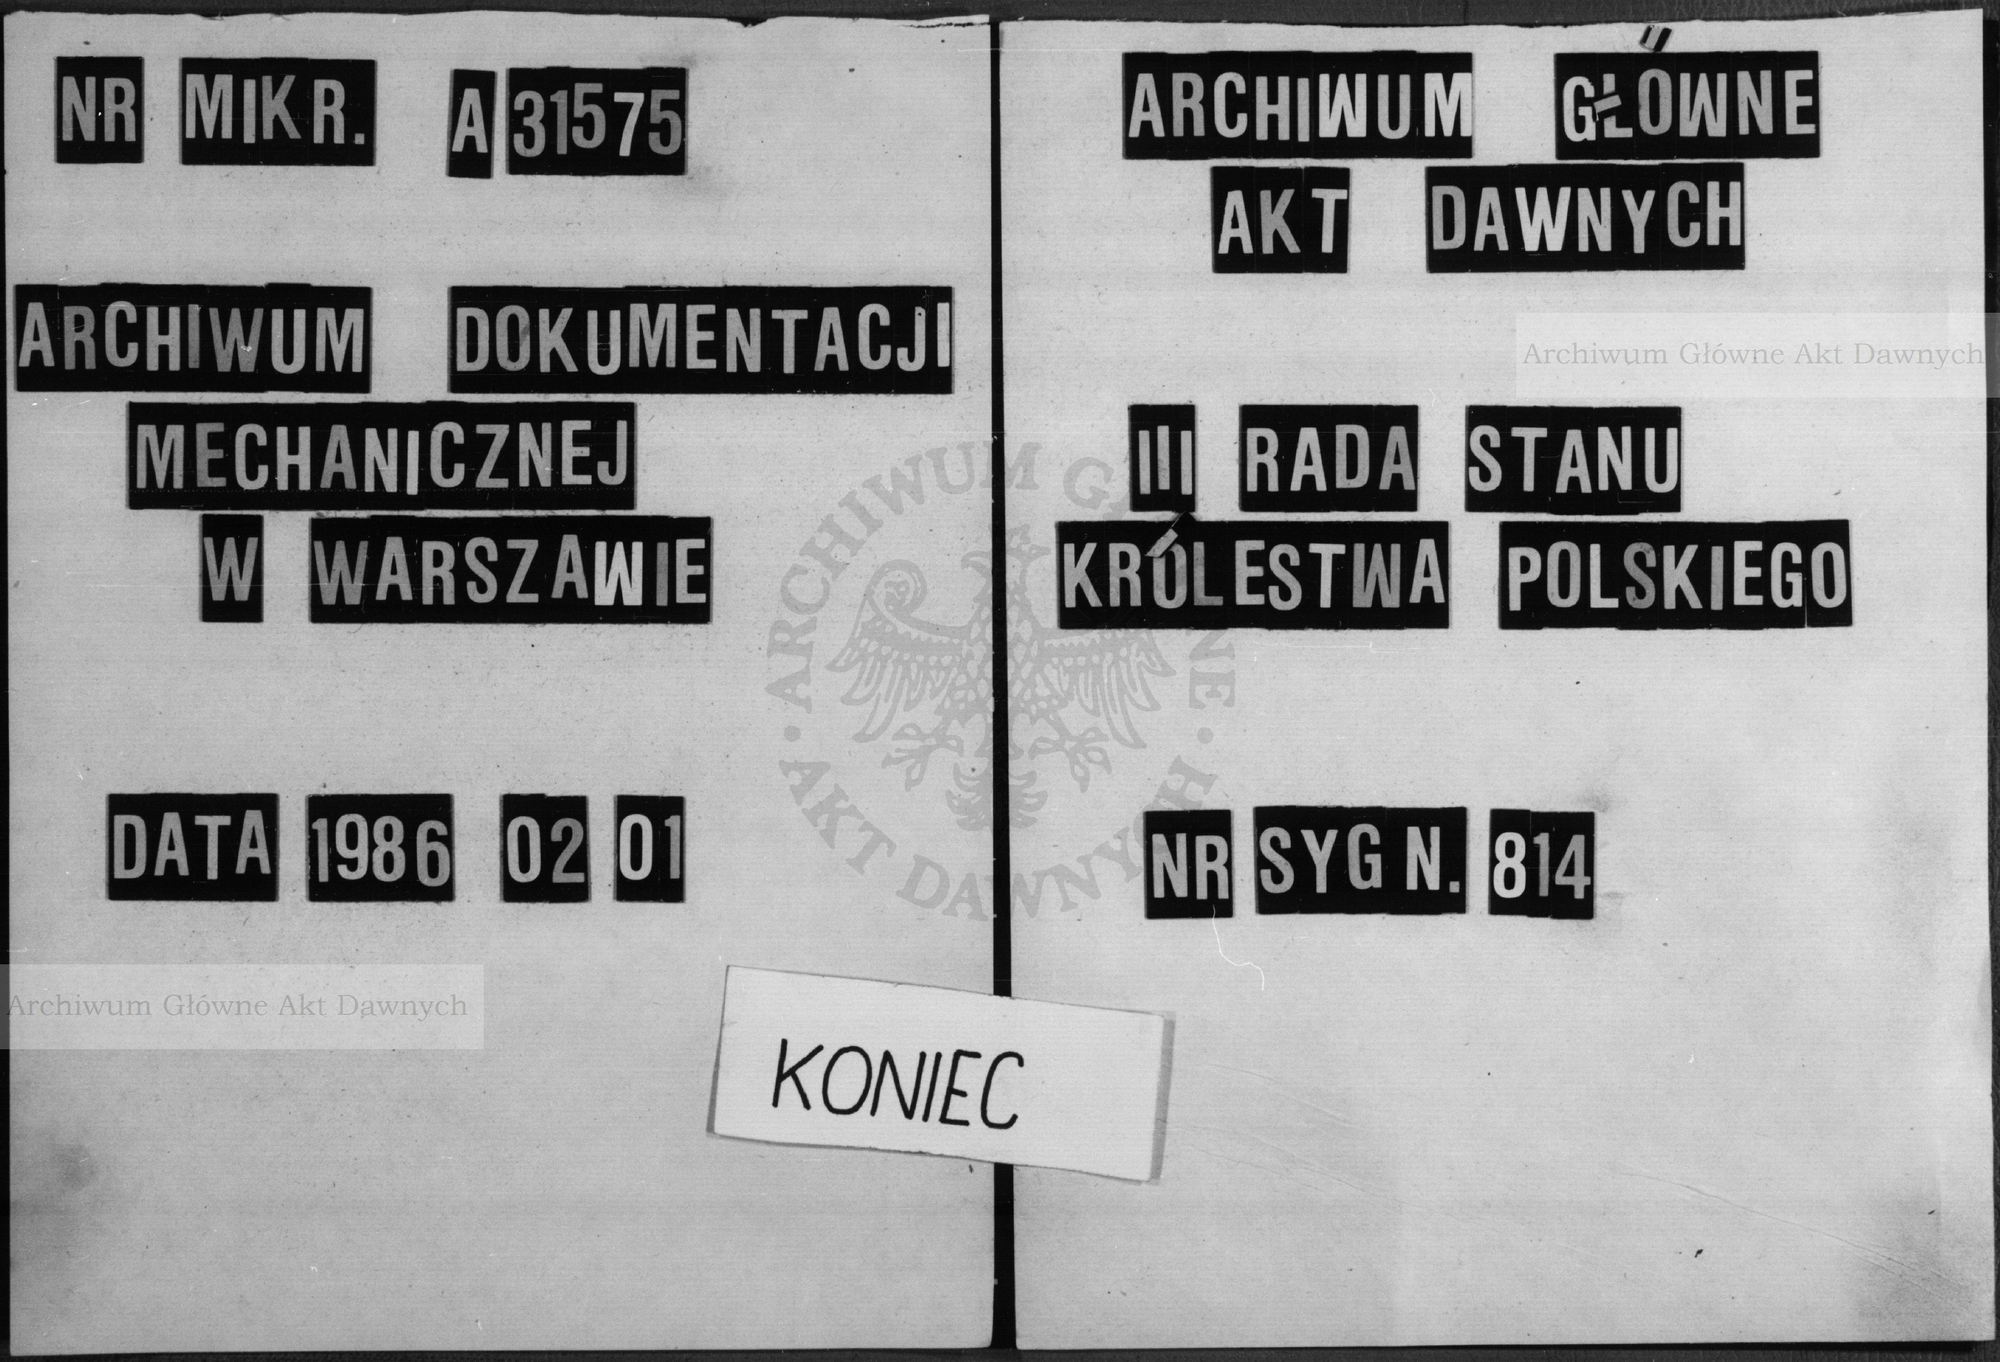 NR MIKR. A 31575
ARCHIWUM DOKUMENTACJI
MECHANICZNEJ
W WARSZAWIE
DATA 1986 02 01
ARCHIWUM GŁÓWNE
AKT DAWNYCH
Archiwum Główne Akt Dawnych
III RADA STANU
KRÓLESTWA POLSKIEGO
NR SYGN. 814
Archiwum Główne Akt Dawnych
KONIEC
ARCHIWUM GŁÓWNE · AKT DAWNYCH ·